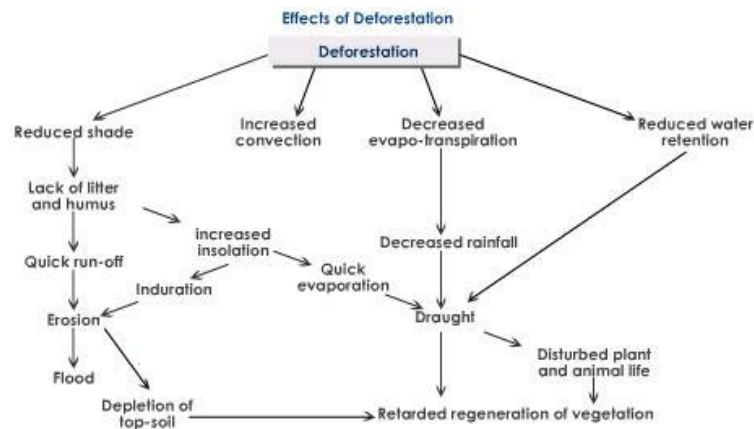 Effects of Deforestation
Deforestation
Reduced shade
Increased
convection
Decreased
evapo-transpiration
Reduced water
retention
Lack of litter
and humus
increased
insolation
Decreased rainfall
Quick run-off
Induration
Quick
evaporation
Erosion
Draught
Flood
Disturbed plant
and animal life
Depletion of
top-soil
Retarded regeneration of vegetation